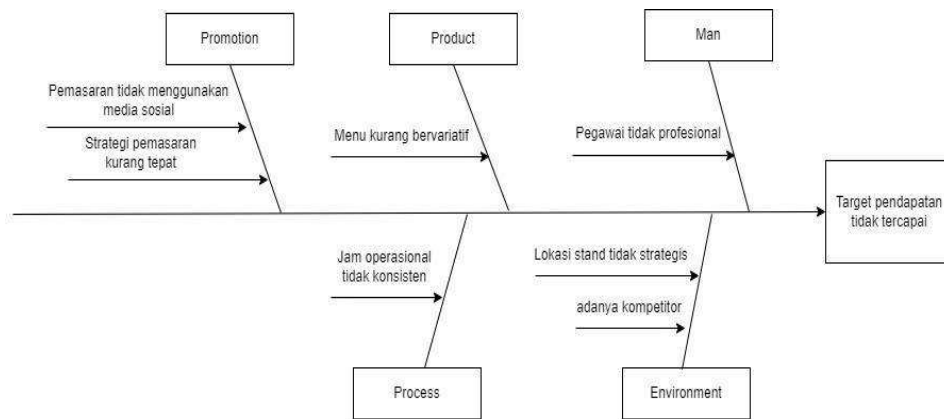 Promotion
Product
Man
Pemasaran tidak menggunakan
media sosial
Strategi pemasaran
kurang tepat
Menu kurang bervariatif
Pegawai tidak profesional
Target pendapatan
tidak tercapai
Jam operasional
tidak konsisten
Lokasi stand tidak strategis
adanya kompetitor
Process
Environment